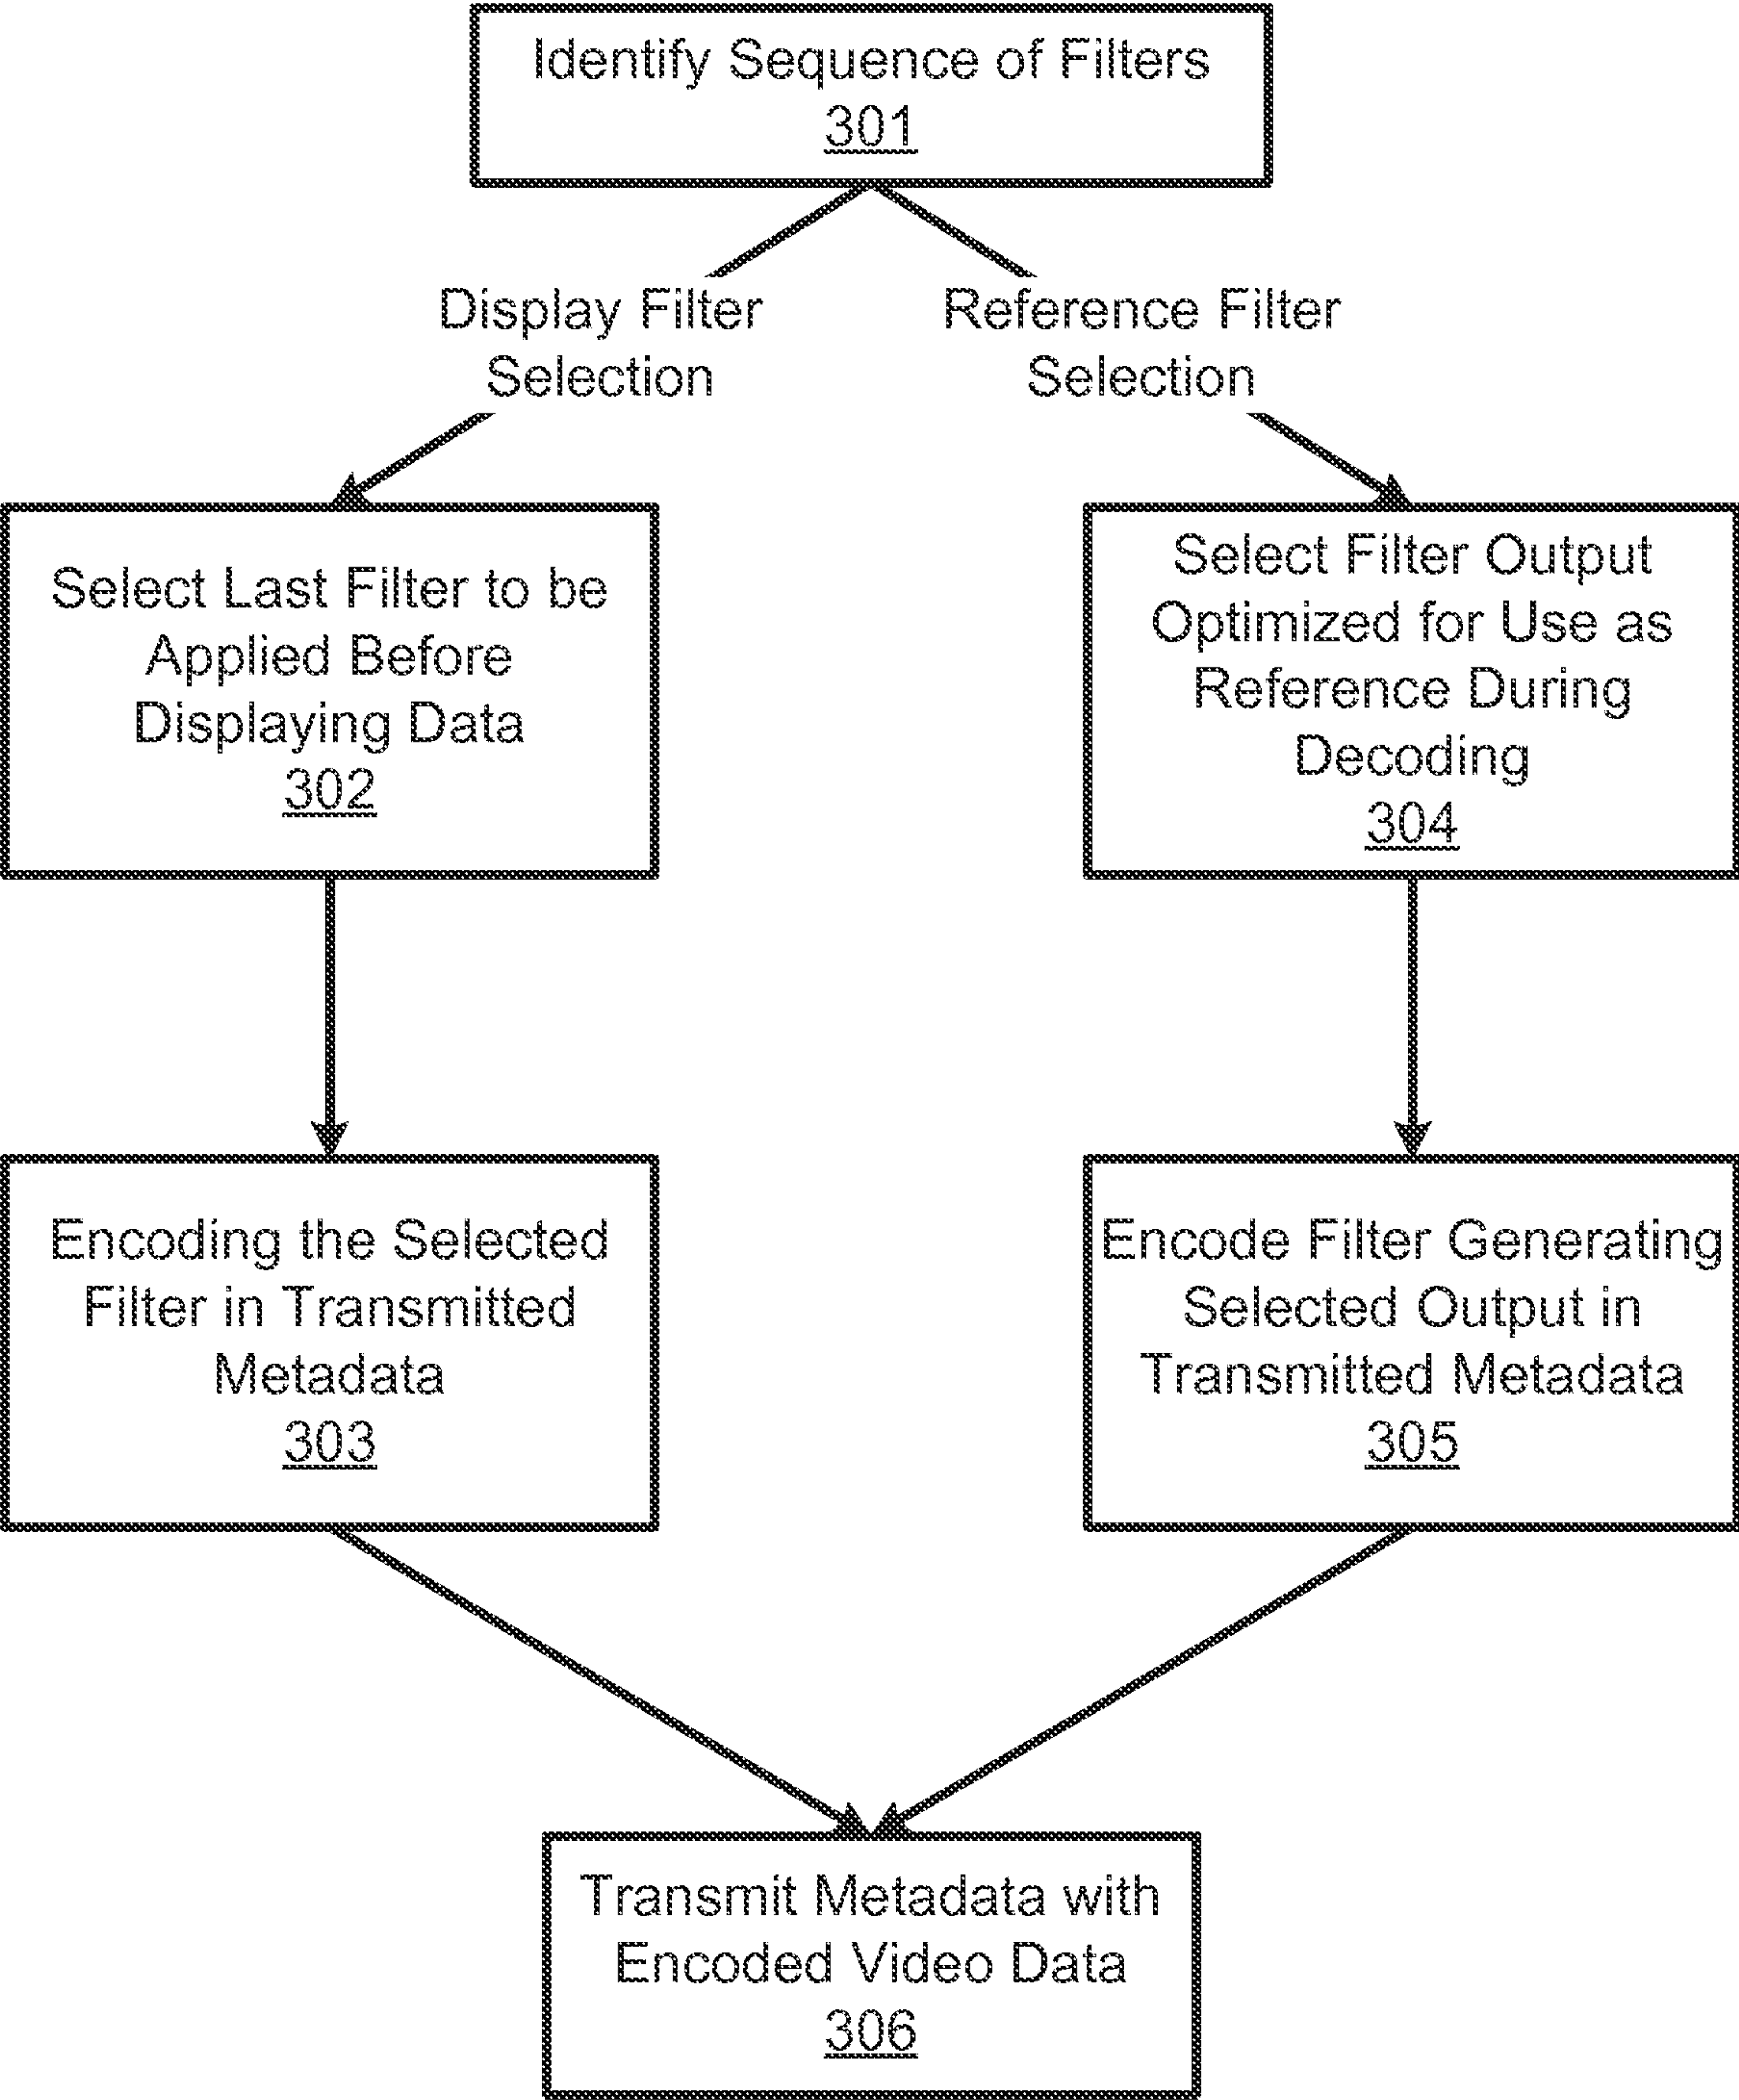 Identify Sequence of Filters
301
Display Filter
Selection
Reference Filter
Selection
Select Last Filter to be
Applied Before
Displaying Data
302
Select Filter Output
Optimized for Use as
Reference During
Decoding
304
Encoding the Selected
Filter in Transmitted
Metadata
303
Encode Filter Generating
Selected Output in
Transmitted Metadata
305
Transmit Metadata with
Encoded Video Data
306